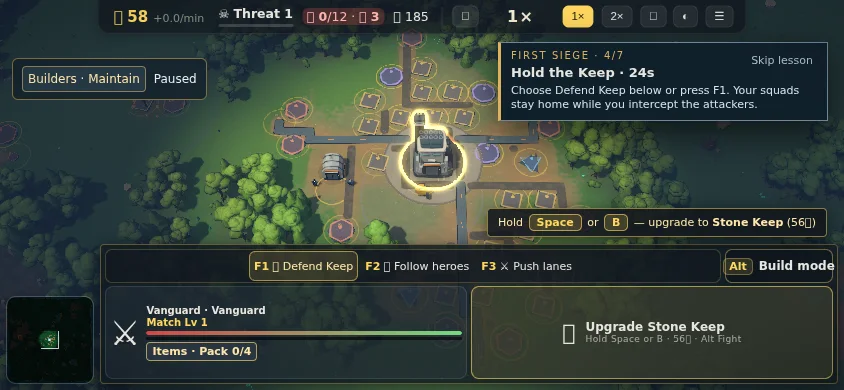 58 +0.0/min Threat 1 0/12 · 3 185 1× 1× 2×
Builders · Maintain Paused
FIRST SIEGE · 4/7 Skip lesson
Hold the Keep · 24s
Choose Defend Keep below or press F1. Your squads
stay home while you intercept the attackers.
Hold Space or B — upgrade to Stone Keep (56)
F1 Defend Keep F2 Follow heroes F3 Push lanes Alt Build mode
Vanguard · Vanguard
Match Lv 1
Items · Pack 0/4
Upgrade Stone Keep
Hold Space or B · 56 · Alt Fight